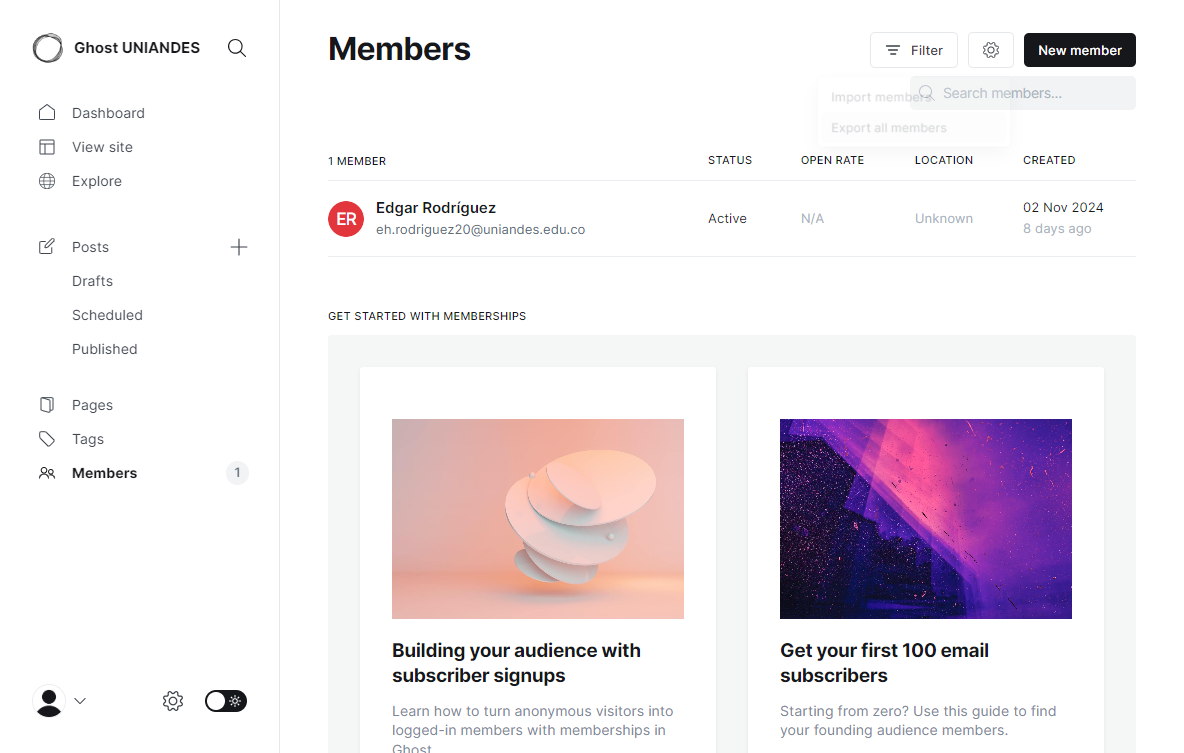 Ghost UNIANDES
Dashboard
View site
Explore
Posts
Drafts
Scheduled
Published
Pages
Tags
Members
1
Members
Filter
New member
Search members...
Import members
Export all members
1 MEMBER
STATUS
OPEN RATE
LOCATION
CREATED
ER
Edgar Rodríguez
eh.rodriguez20@uniandes.edu.co
Active
N/A
Unknown
02 Nov 2024
8 days ago
GET STARTED WITH MEMBERSHIPS
Building your audience with
subscriber signups
Learn how to turn anonymous visitors into
logged-in members with memberships in
Ghost.
Get your first 100 email
subscribers
Starting from zero? Use this guide to find
your founding audience members.